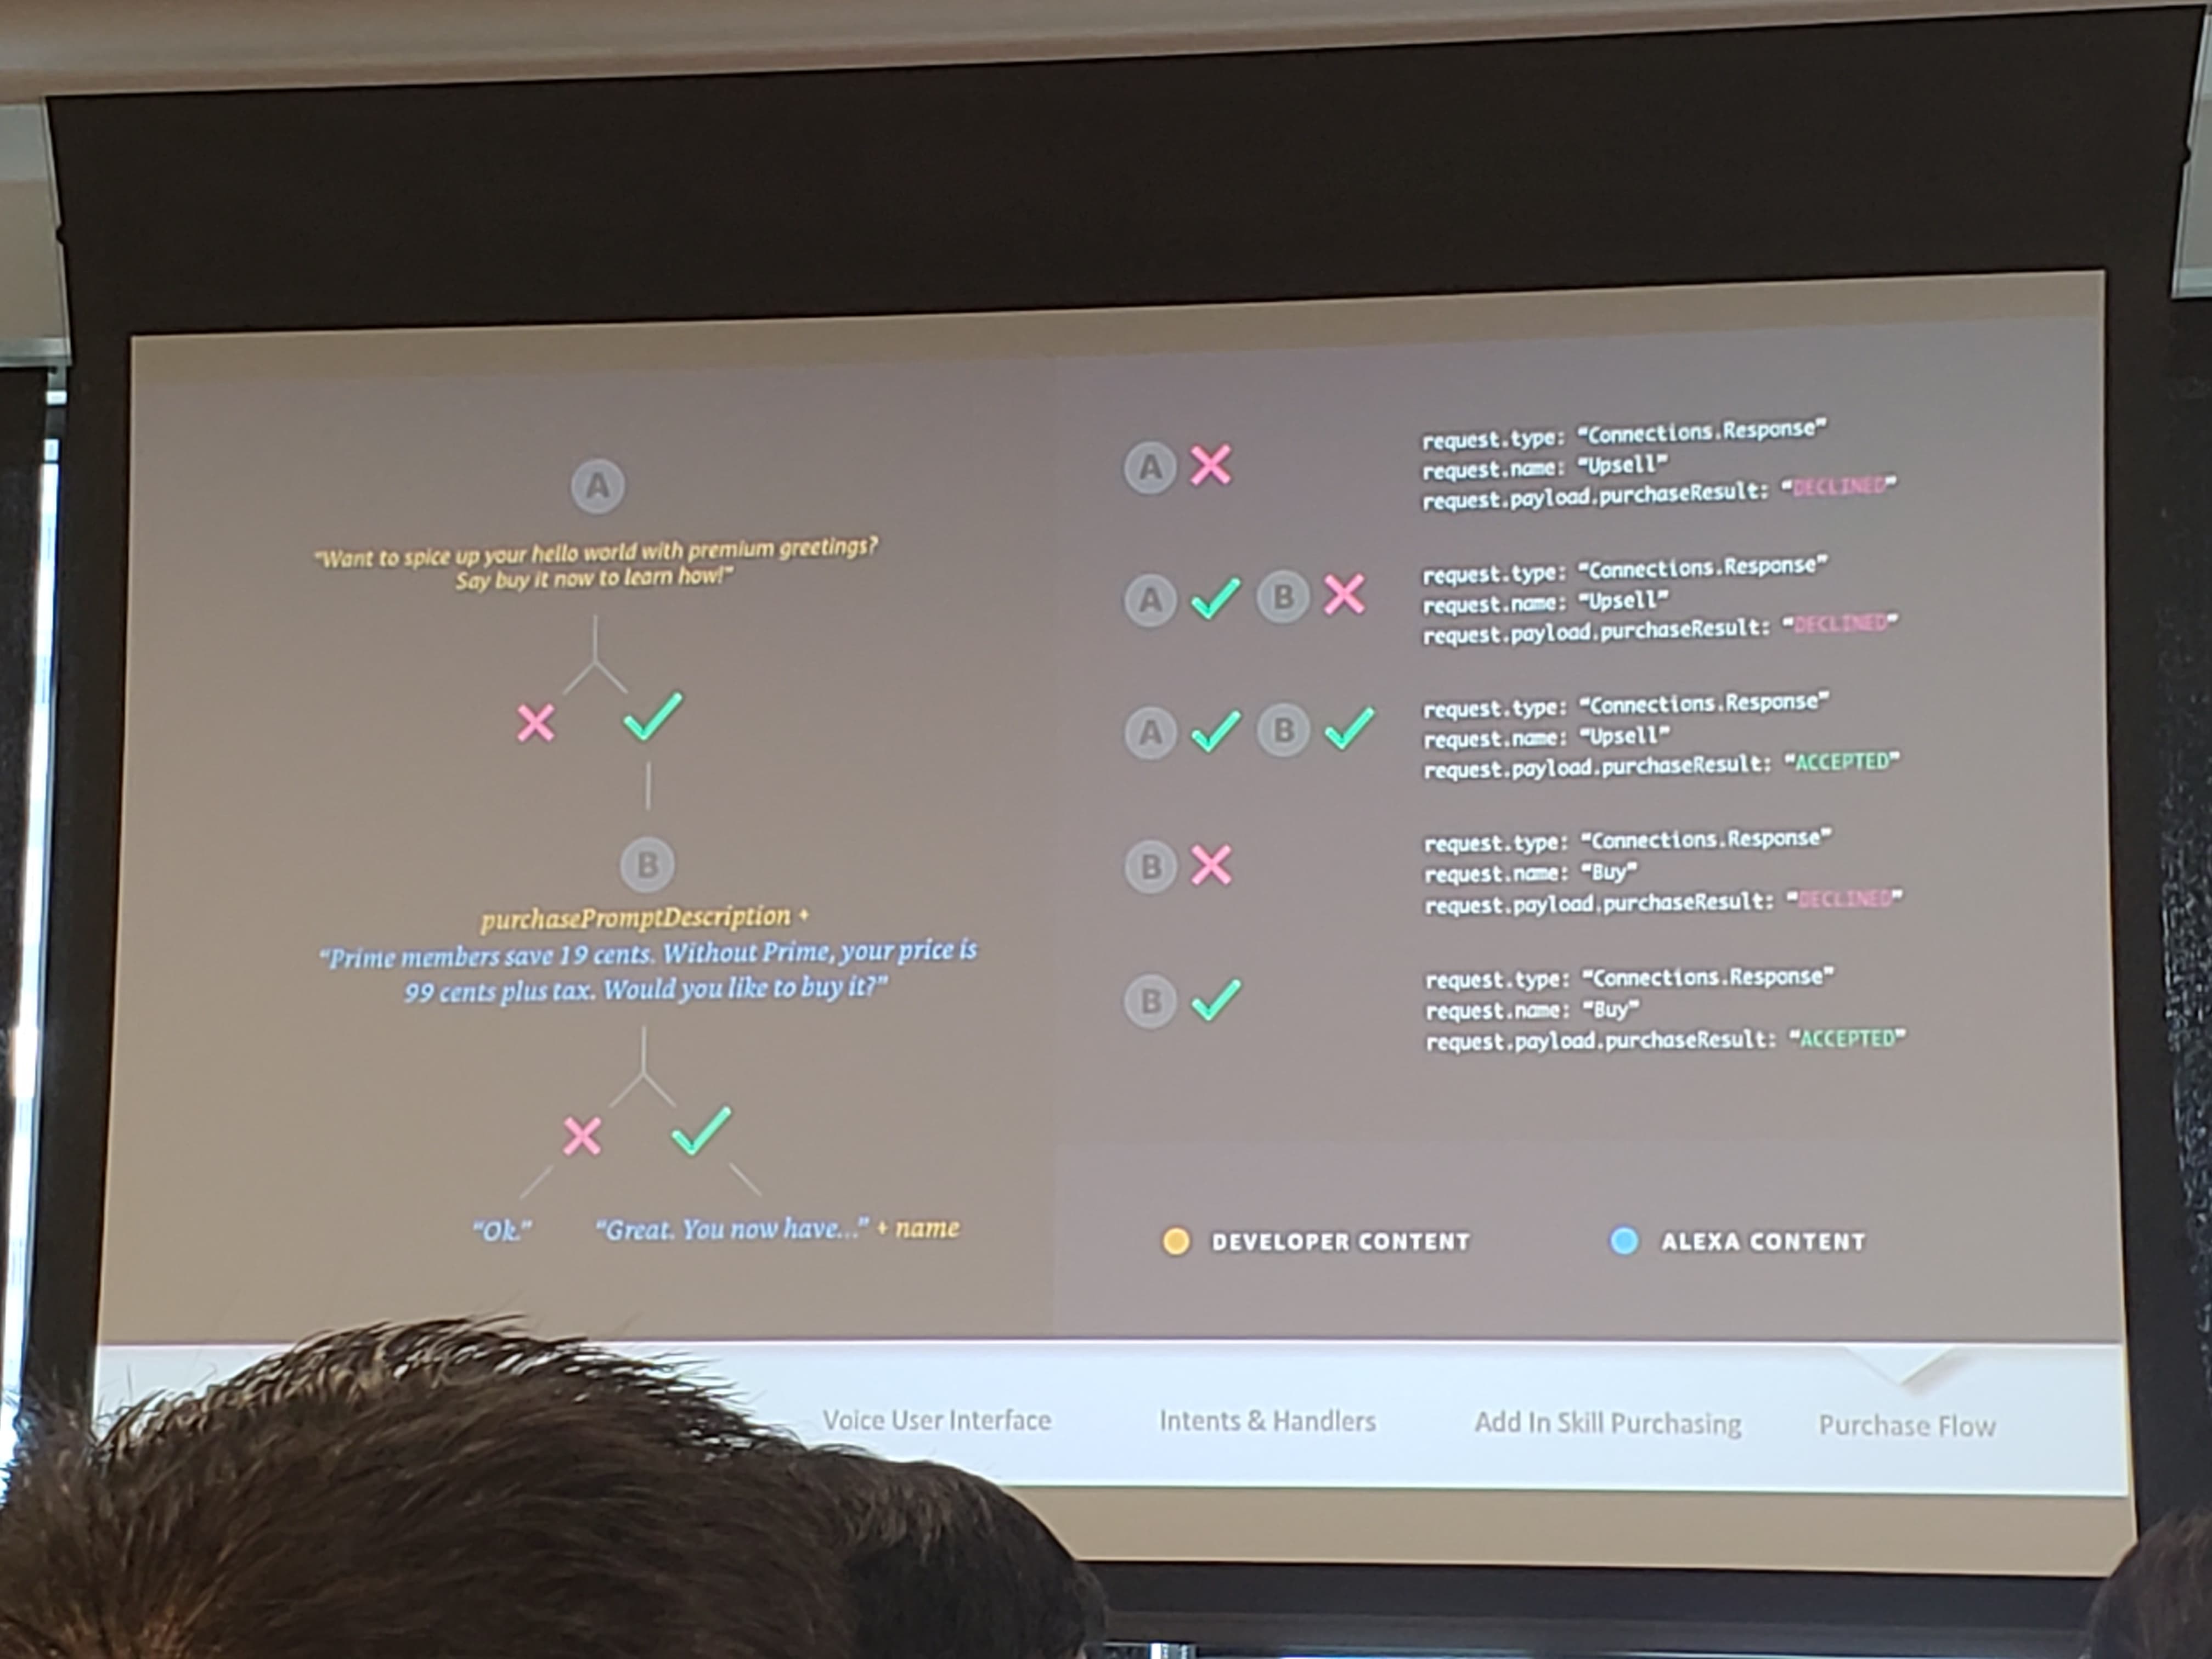 A
"Want to spice up your hello world with premium greetings?
Say buy it now to learn how!"
B
purchasePromptDescription +
"Prime members save 19 cents. Without Prime, your price is
99 cents plus tax. Would you like to buy it?"
"Ok."
"Great. You now have..." + name
A
request.type: "Connections.Response"
request.name: "Upsell"
request.payload.purchaseResult: "DECLINED"
A B
request.type: "Connections.Response"
request.name: "Upsell"
request.payload.purchaseResult: "DECLINED"
A B
request.type: "Connections.Response"
request.name: "Upsell"
request.payload.purchaseResult: "ACCEPTED"
B
request.type: "Connections.Response"
request.name: "Buy"
request.payload.purchaseResult: "DECLINED"
B
request.type: "Connections.Response"
request.name: "Buy"
request.payload.purchaseResult: "ACCEPTED"
DEVELOPER CONTENT
ALEXA CONTENT
Voice User Interface
Intents & Handlers
Add In Skill Purchasing
Purchase Flow